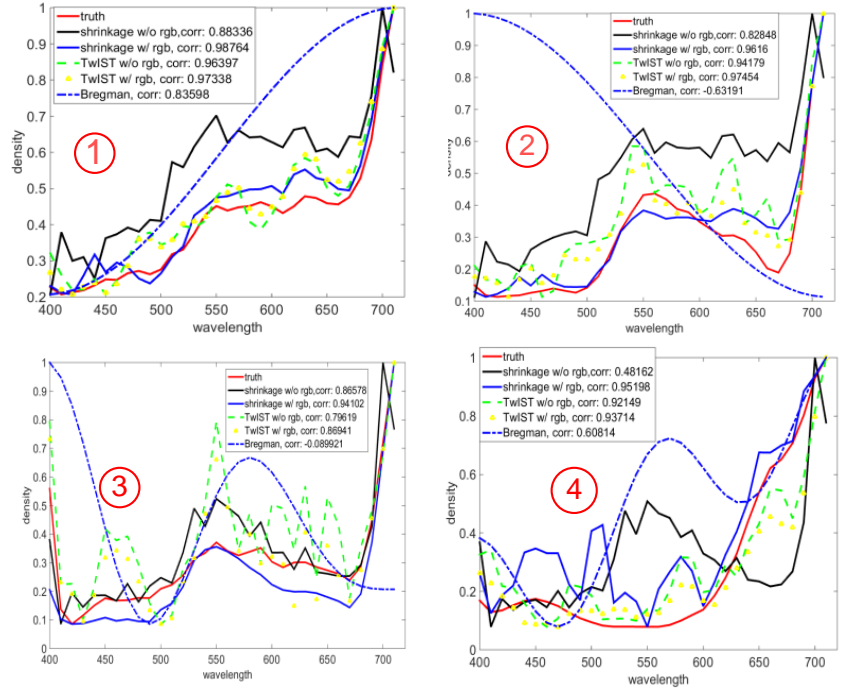 truth
shrinkage w/o rgb,corr: 0.88336
shrinkage w/ rgb, corr: 0.98764
TwIST w/o rgb, corr: 0.96397
TwIST w/ rgb, corr: 0.97338
Bregman, corr: 0.83598
1
0.9
0.8
0.7
0.6
0.5
0.4
0.3
0.2
density
1
400
450
500
550
600
650
700
wavelength
truth
shrinkage w/o rgb,corr: 0.82848
shrinkage w/ rgb, corr: 0.9616
TwIST w/o rgb, corr: 0.94179
TwIST w/ rgb, corr: 0.97454
Bregman, corr: -0.63191
1
0.9
0.8
0.7
0.6
0.5
0.4
0.3
0.2
0.1
density
2
400
450
500
550
600
650
700
wavelength
truth
shrinkage w/o rgb,corr: 0.86578
shrinkage w/ rgb, corr: 0.94102
TwIST w/o rgb, corr: 0.79619
TwIST w/ rgb, corr: 0.86941
Bregman, corr: -0.089921
1
0.9
0.8
0.7
0.6
0.5
0.4
0.3
0.2
0.1
0
density
3
400
450
500
550
600
650
700
wavelength
truth
shrinkage w/o rgb,corr: 0.48162
shrinkage w/ rgb, corr: 0.95198
TwIST w/o rgb, corr: 0.92149
TwIST w/ rgb, corr: 0.93714
Bregman, corr: 0.60814
1
0.8
0.6
0.4
0.2
0
density
4
400
450
500
550
600
650
700
wavelength